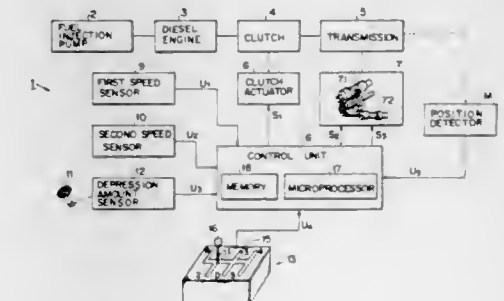 2
3
4
5
FUEL INJECTION PUMP
DIESEL ENGINE
CLUTCH
TRANSMISSION
9
6
7
FIRST SPEED SENSOR
U1
CLUTCH ACTUATOR
71
72
1
14
10
S1
S2
S3
POSITION DETECTOR
SECOND SPEED SENSOR
U2
8
CONTROL UNIT
11
12
18
17
U5
DEPRESSION AMOUNT SENSOR
U3
MEMORY
MICROPROCESSOR
16
U4
15
13